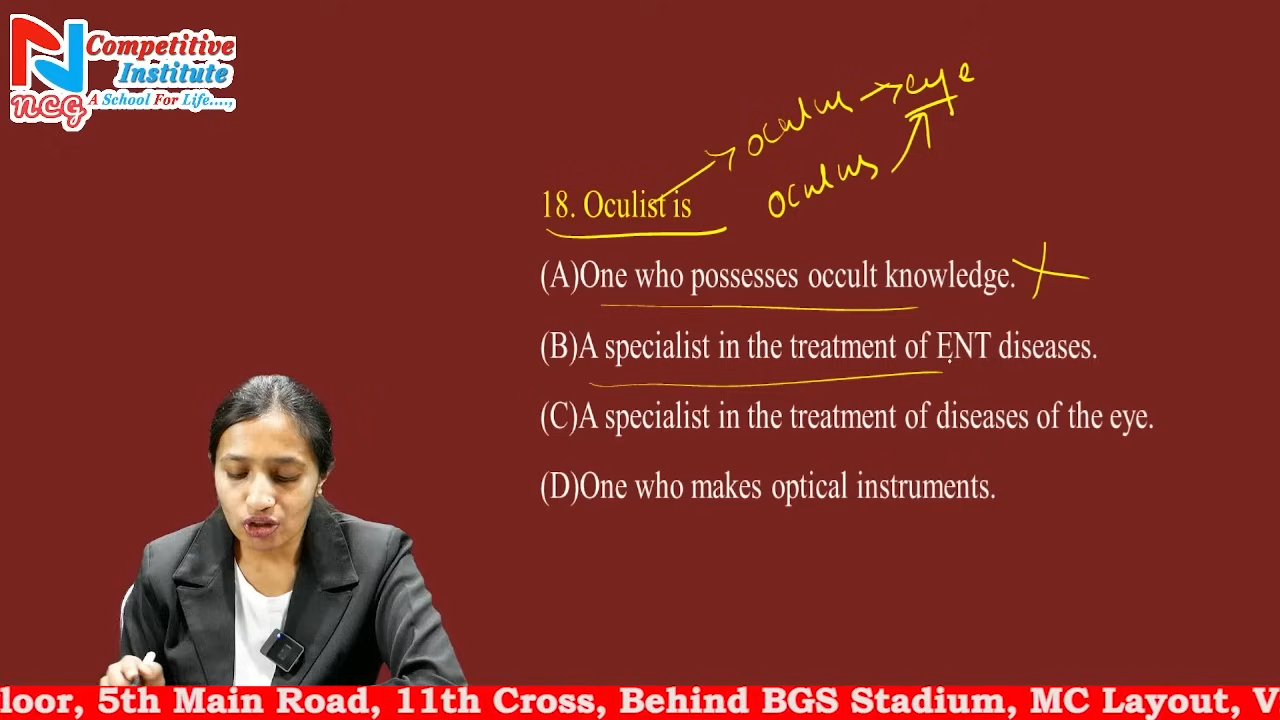 Competitive
Institute
NCG A School For Life....,
oculus → eye
oculus
18. Oculist is
(A)One who possesses occult knowledge.
(B)A specialist in the treatment of ENT diseases.
(C)A specialist in the treatment of diseases of the eye.
(D)One who makes optical instruments.
loor, 5th Main Road, 11th Cross, Behind BGS Stadium, MC Layout, V